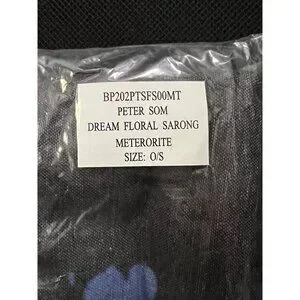 BP202PTSFS00MT
PETER SOM
DREAM FLORAL SARONG
METERORITE
SIZE: O/S